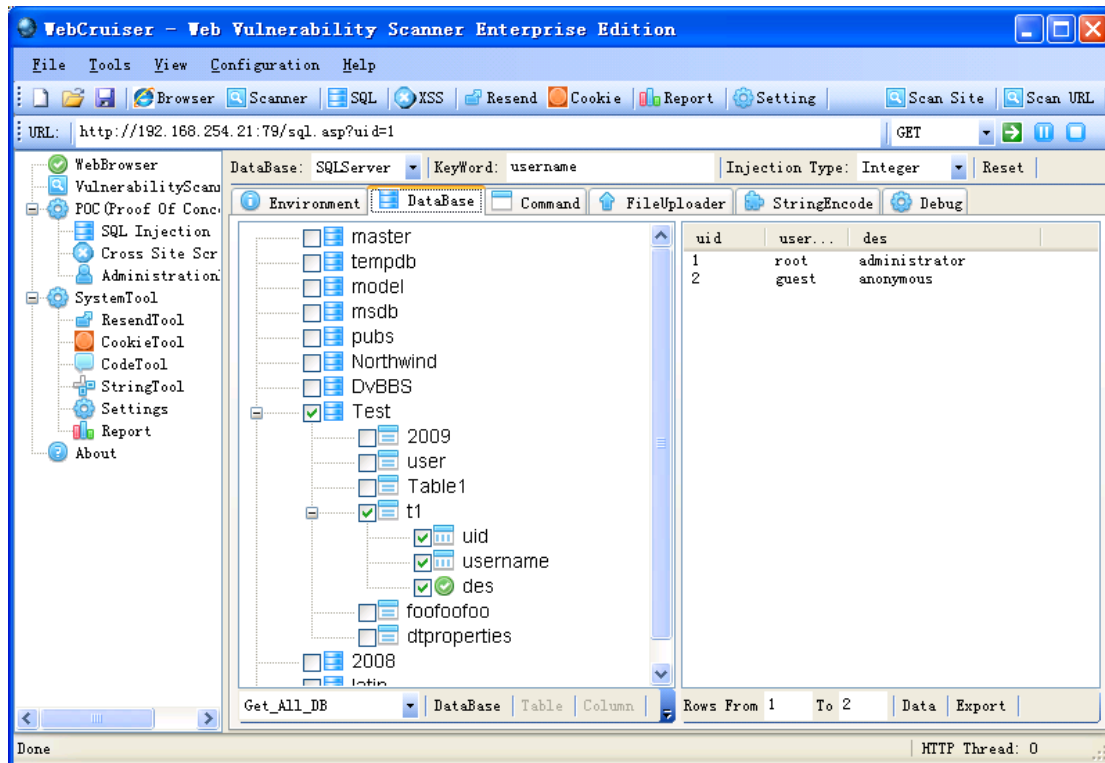 WebCruiser - Web Vulnerability Scanner Enterprise Edition
File Tools View Configuration Help
Browser Scanner SQL XSS Resend Cookie Report Setting Scan Site Scan URL
URL: http://192.168.254.21:79/sql.asp?uid=1 GET
WebBrowser
VulnerabilityScann
POC(Proof Of Conc
SQL Injection
Cross Site Scr
Administration
SystemTool
ResendTool
CookieTool
CodeTool
StringTool
Settings
Report
About
DataBase: SQLServer KeyWord: username Injection Type: Integer Reset
Environment DataBase Command FileUploader StringEncode Debug
master
tempdb
model
msdb
pubs
Northwind
DvBBS
Test
2009
user
Table1
t1
uid
username
des
foofoofoo
dtproperties
2008
latin
uid user... des
1 root administrator
2 guest anonymous
Get_All_DB DataBase Table Column Rows From 1 To 2 Data Export
Done HTTP Thread: 0